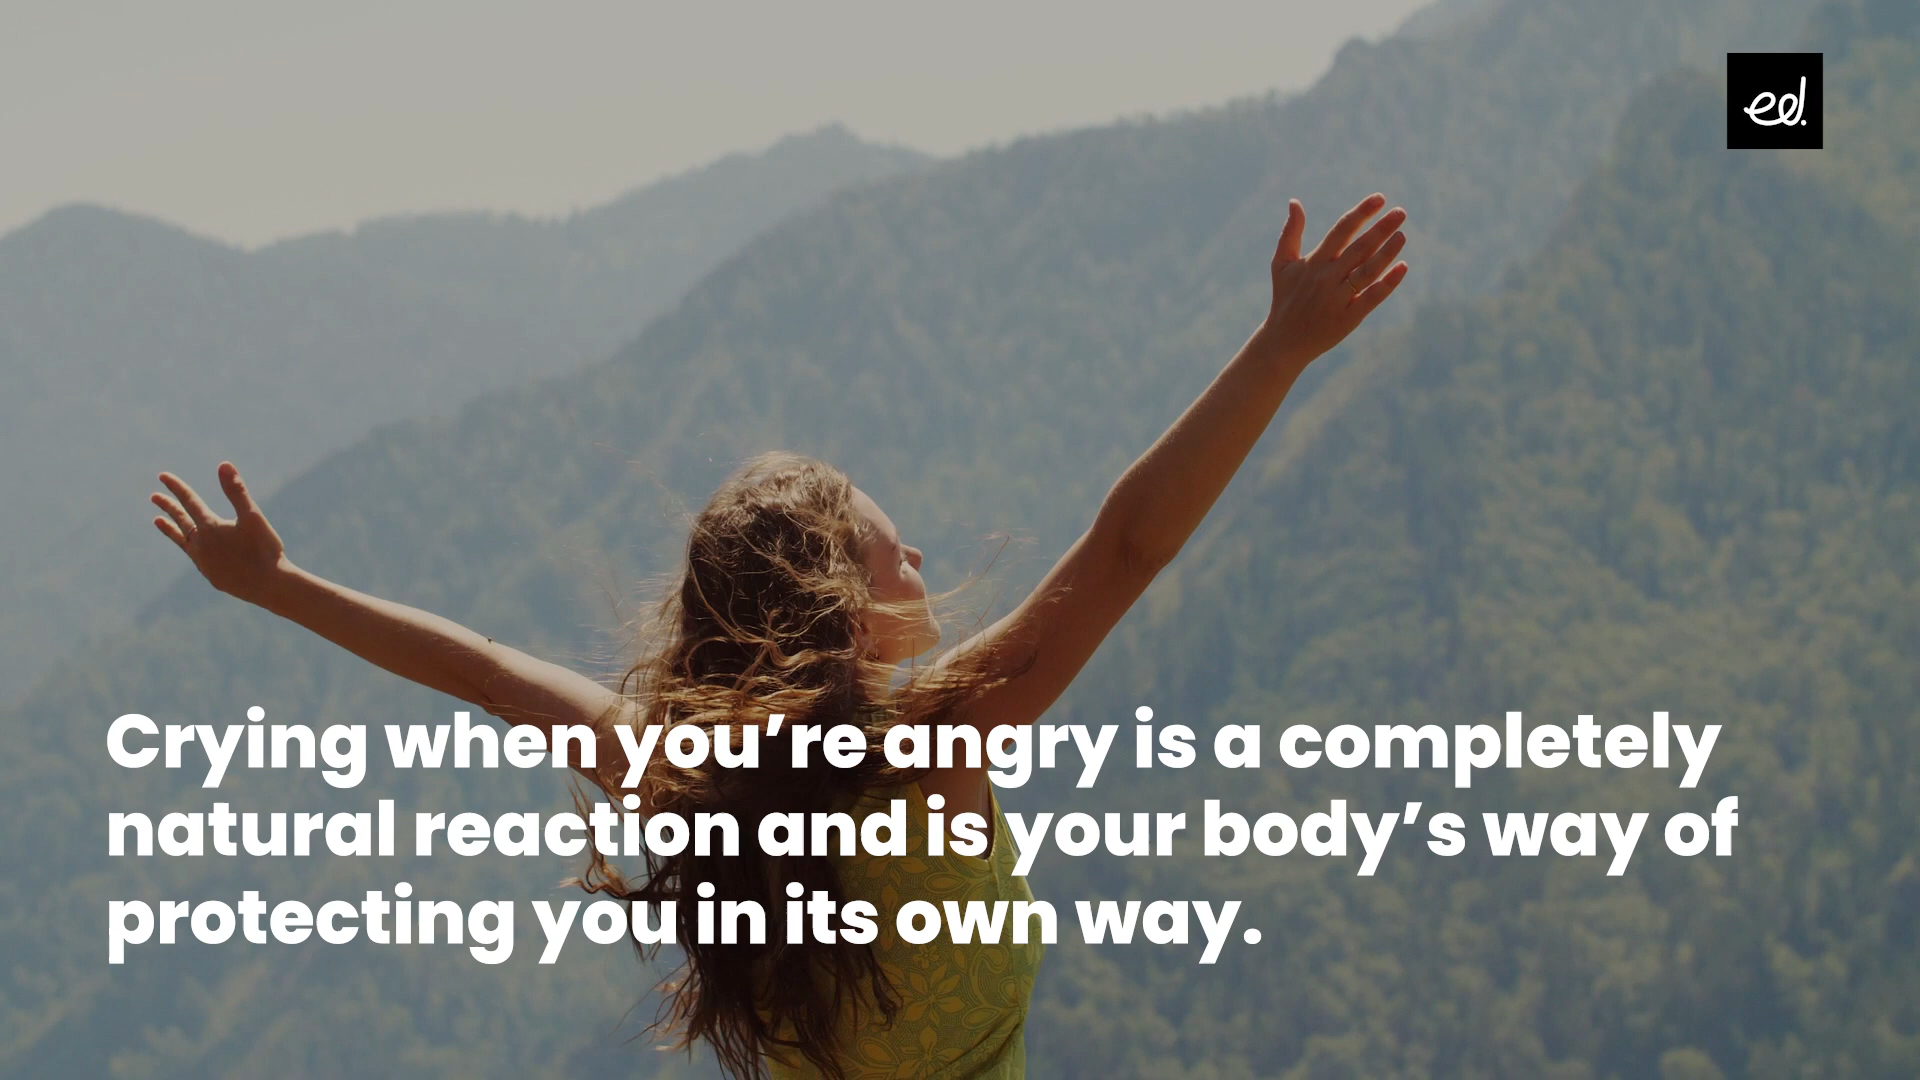 ed.
Crying when you’re angry is a completely
natural reaction and is your body’s way of
protecting you in its own way.